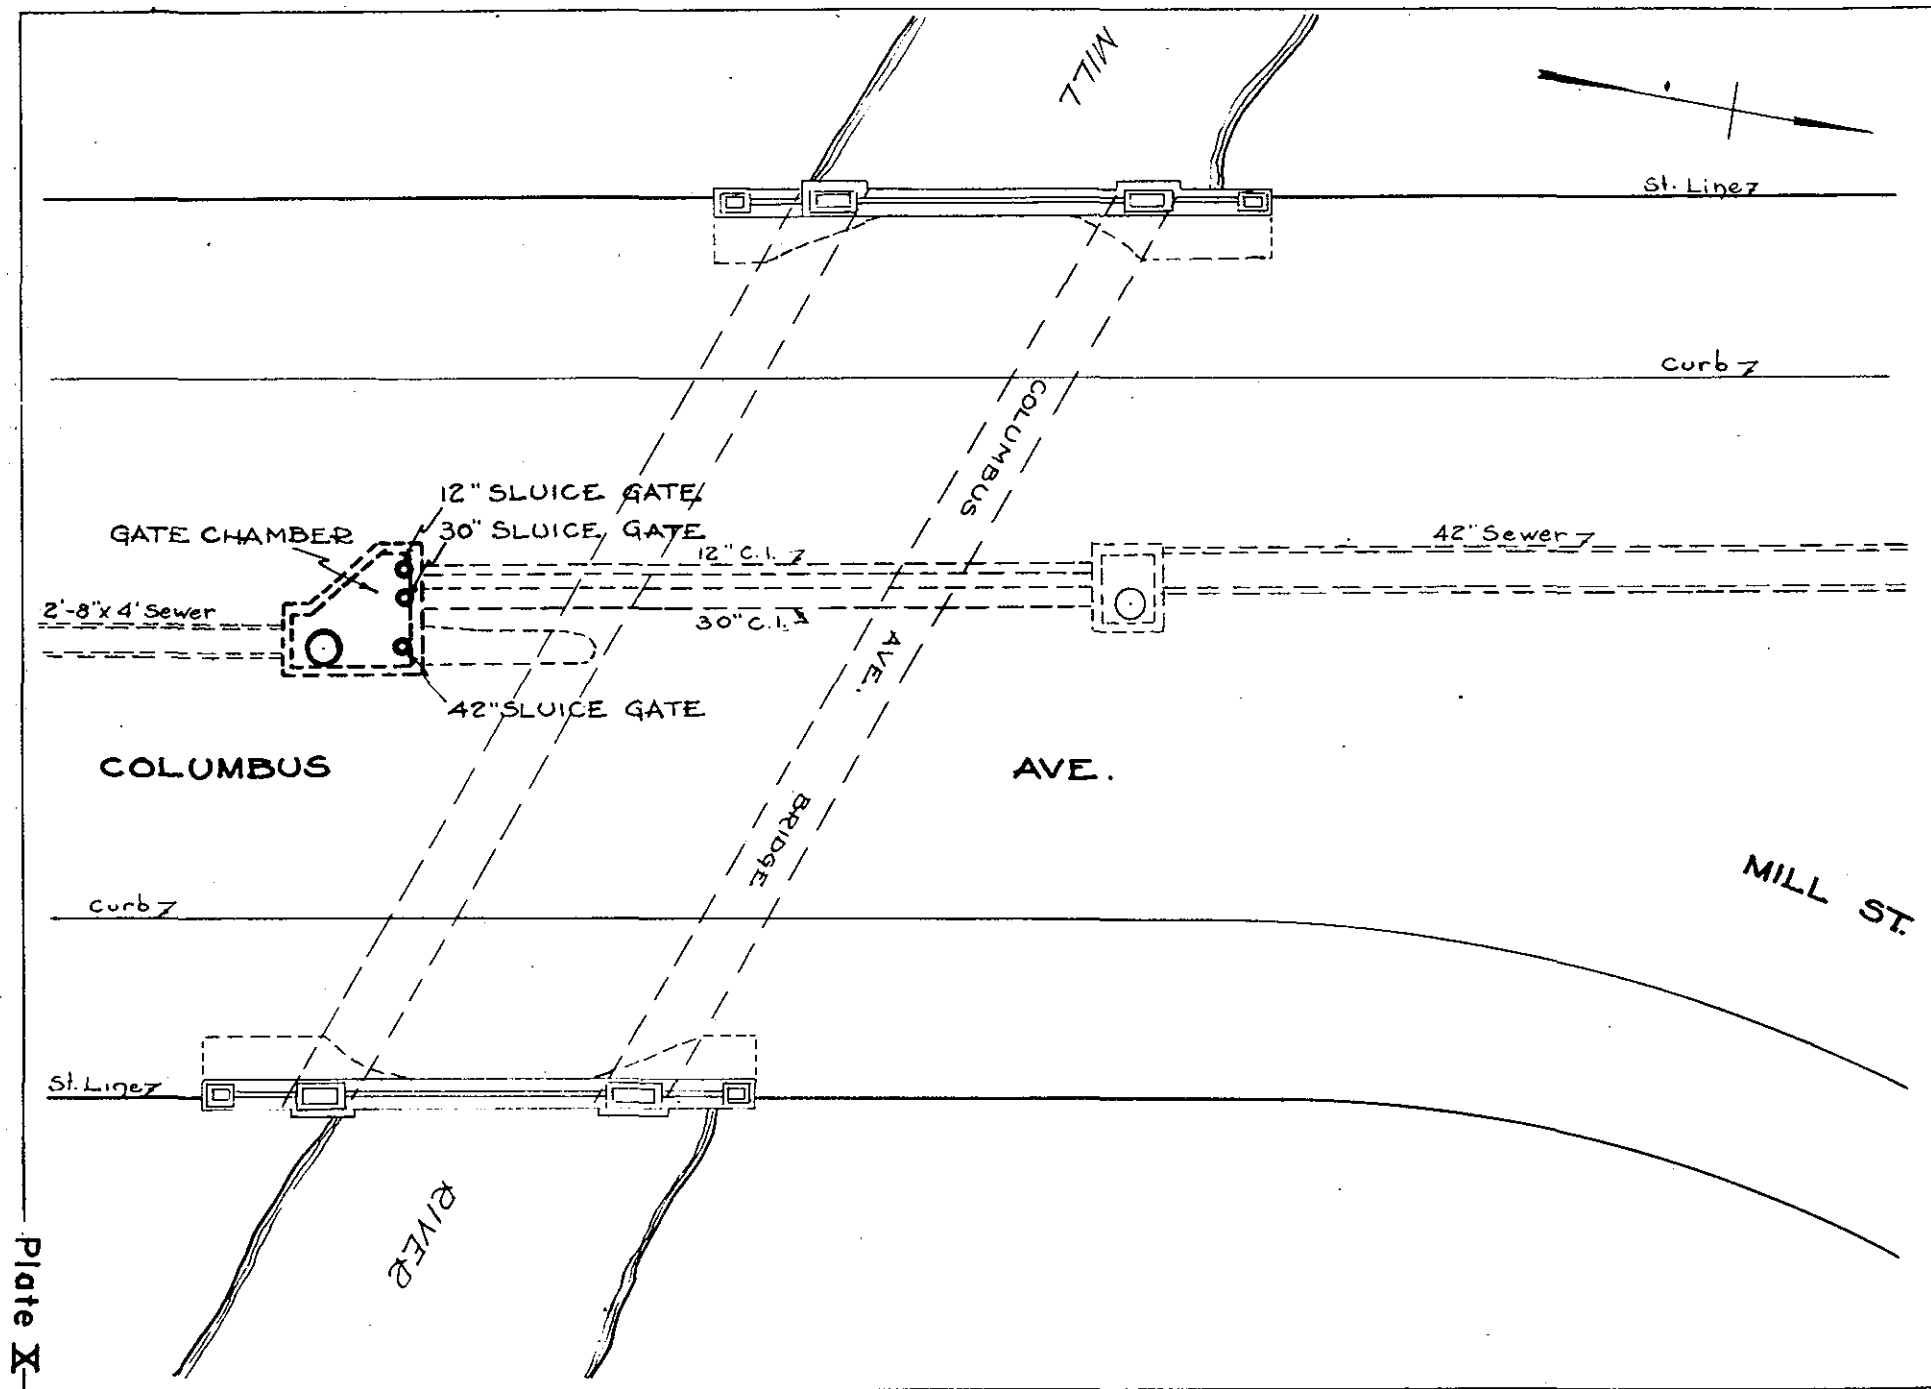 MILL
St. Line
Curb
COLUMBUS
12" SLUICE GATE
30" SLUICE GATE
GATE CHAMBER
12" C.I.
42" Sewer
2'-8" x 4' Sewer
30" C.I.
AVE.
42" SLUICE GATE
COLUMBUS AVE.
BRIDGE
MILL ST.
Curb
St. Line
RIVER
Plate X